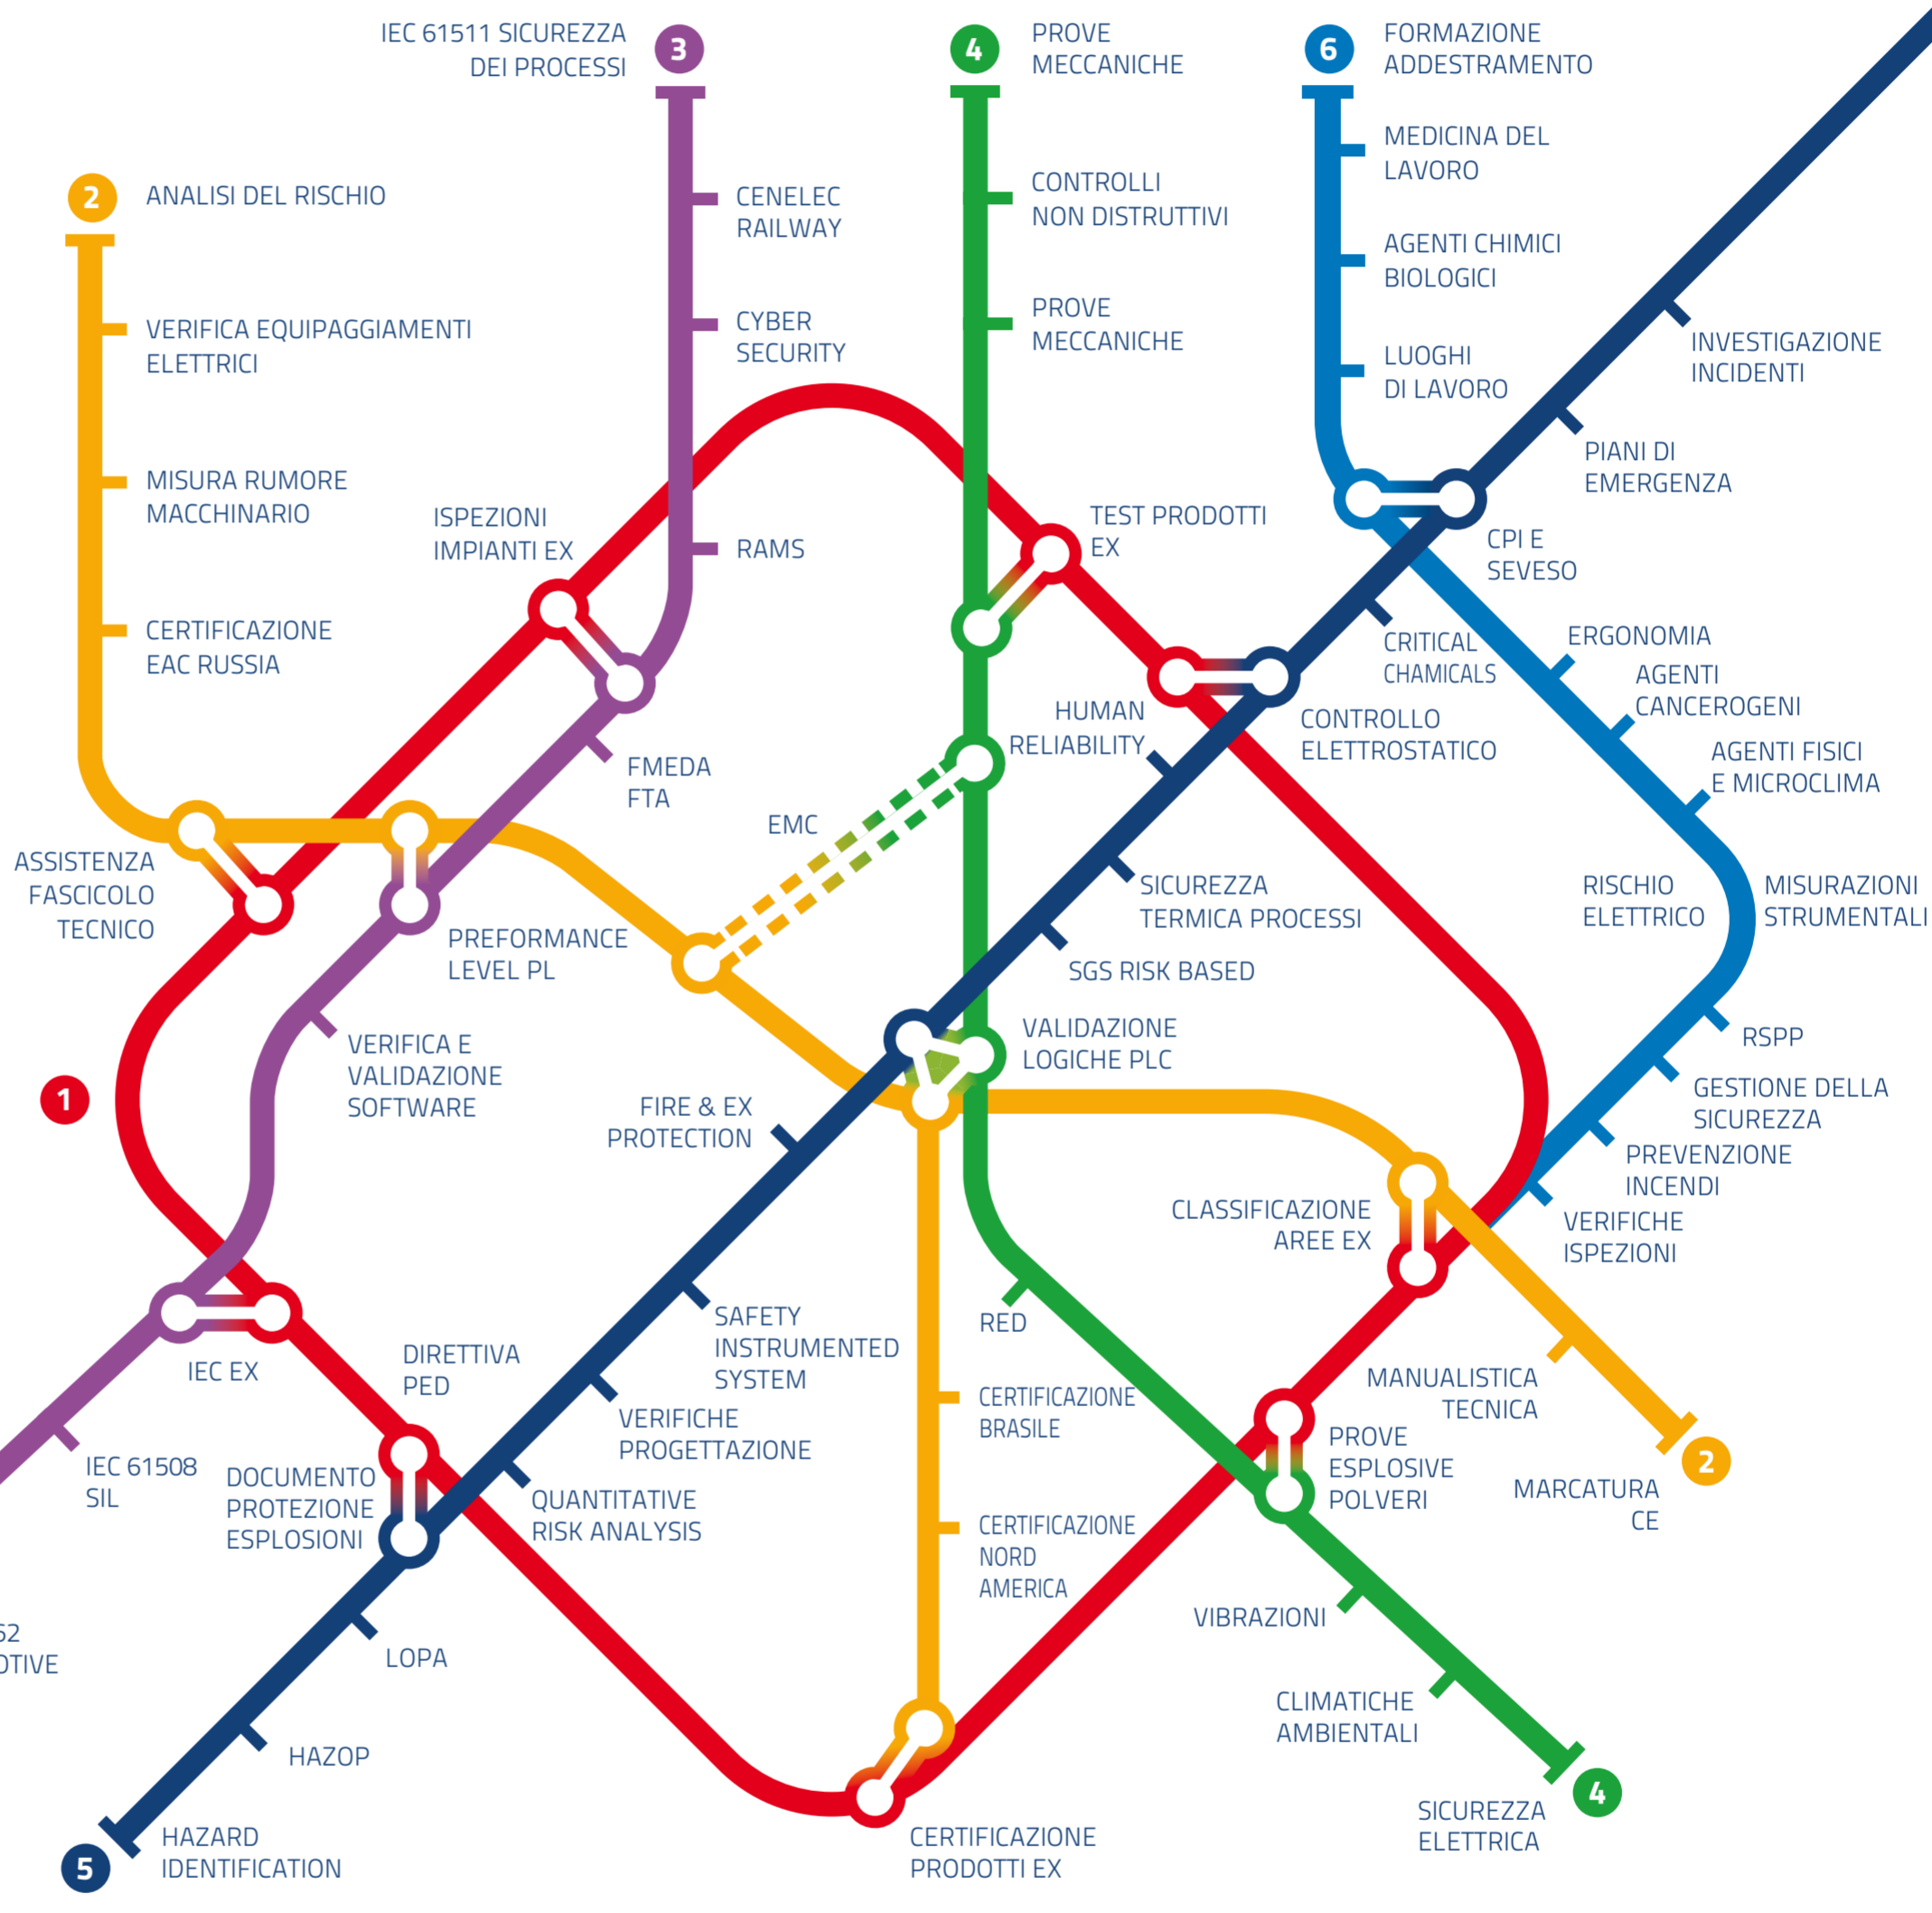 IEC 61511 SICUREZZA
DEI PROCESSI
3
4
PROVE
MECCANICHE
6
FORMAZIONE
ADDESTRAMENTO
MEDICINA DEL
LAVORO
2
ANALISI DEL RISCHIO
CENELEC
RAILWAY
CONTROLLI
NON DISTRUTTIVI
AGENTI CHIMICI
BIOLOGICI
VERIFICA EQUIPAGGIAMENTI
ELETTRICI
CYBER
SECURITY
PROVE
MECCANICHE
LUOGHI
DI LAVORO
INVESTIGAZIONE
INCIDENTI
MISURA RUMORE
MACCHINARIO
ISPEZIONI
IMPIANTI EX
RAMS
TEST PRODOTTI
EX
PIANI DI
EMERGENZA
CPI E
SEVESO
CERTIFICAZIONE
EAC RUSSIA
CRITICAL
CHAMICALS
ERGONOMIA
AGENTI
CANCEROGENI
HUMAN
RELIABILITY
CONTROLLO
ELETTROSTATICO
AGENTI FISICI
E MICROCLIMA
FMEDA
FTA
EMC
ASSISTENZA
FASCICOLO
TECNICO
PREFORMANCE
LEVEL PL
SICUREZZA
TERMICA PROCESSI
RISCHIO
ELETTRICO
MISURAZIONI
STRUMENTALI
SGS RISK BASED
VERIFICA E
VALIDAZIONE
SOFTWARE
VALIDAZIONE
LOGICHE PLC
RSPP
1
FIRE & EX
PROTECTION
GESTIONE DELLA
SICUREZZA
PREVENZIONE
INCENDI
CLASSIFICAZIONE
AREE EX
VERIFICHE
ISPEZIONI
IEC EX
DIRETTIVA
PED
SAFETY
INSTRUMENTED
SYSTEM
RED
CERTIFICAZIONE
BRASILE
MANUALISTICA
TECNICA
VERIFICHE
PROGETTAZIONE
IEC 61508
SIL
DOCUMENTO
PROTEZIONE
ESPLOSIONI
QUANTITATIVE
RISK ANALYSIS
PROVE
ESPLOSIVE
POLVERI
2
MARCATURA
CE
CERTIFICAZIONE
NORD
AMERICA
62
OTIVE
LOPA
VIBRAZIONI
HAZOP
CLIMATICHE
AMBIENTALI
4
SICUREZZA
ELETTRICA
5
HAZARD
IDENTIFICATION
CERTIFICAZIONE
PRODOTTI EX